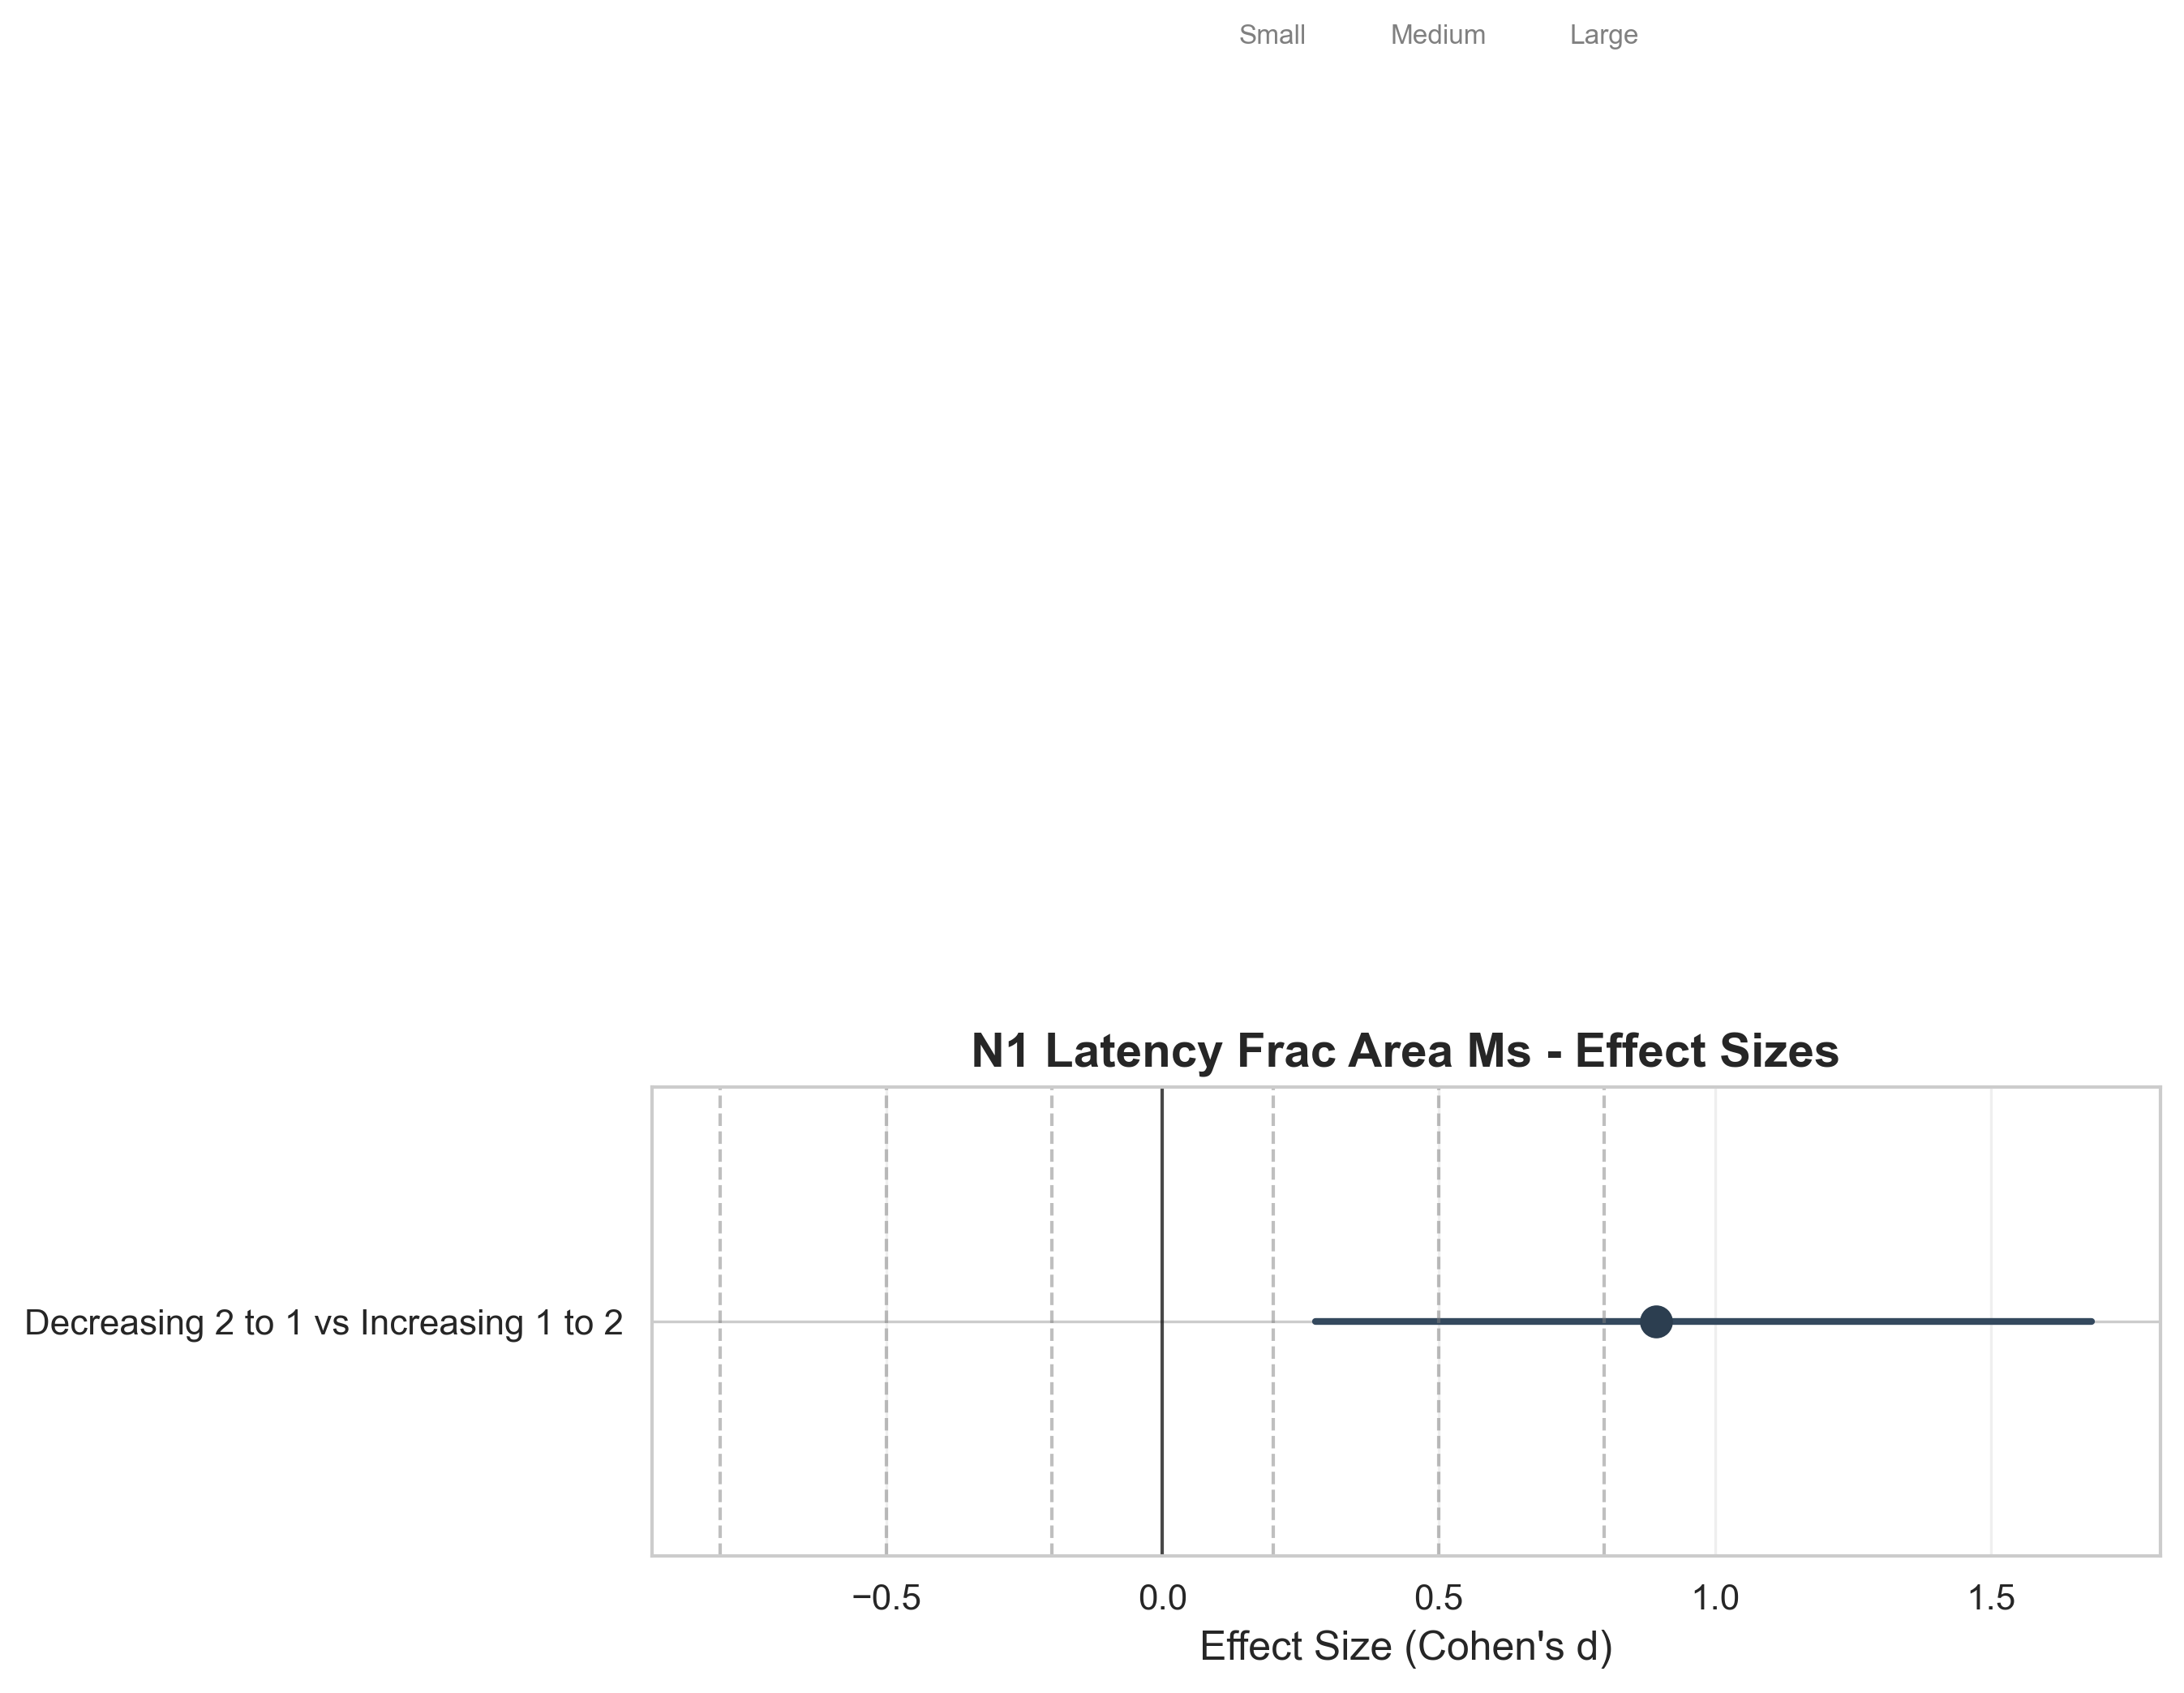 Small Medium Large
N1 Latency Frac Area Ms - Effect Sizes
Decreasing 2 to 1 vs Increasing 1 to 2
−0.5 0.0 0.5 1.0 1.5
Effect Size (Cohen's d)